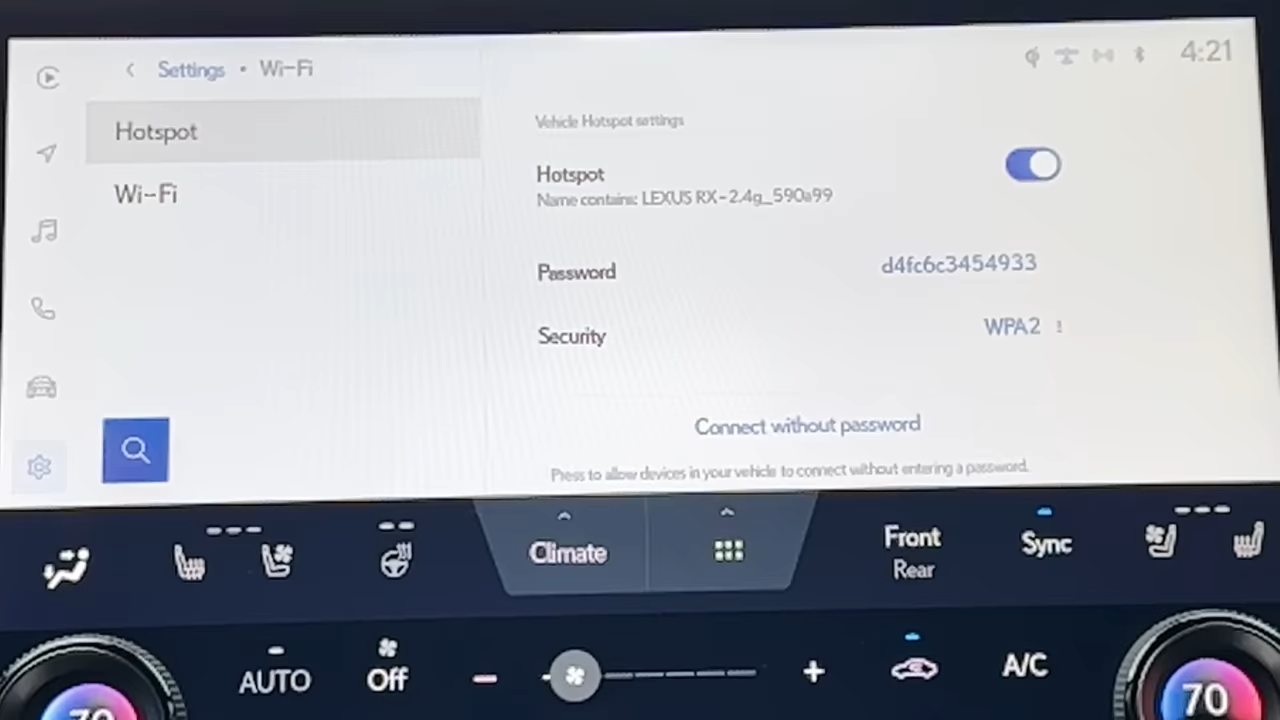 Settings • Wi-Fi
4:21
Hotspot
Wi-Fi
Vehicle Hotspot settings
Hotspot
Name contains: LEXUS RX-2.4g_590a99
Password
d4fc6c3454933
Security
WPA2
Connect without password
Press to allow devices in your vehicle to connect without entering a password.
Climate
Front
Rear
Sync
AUTO
Off
A/C
70
70